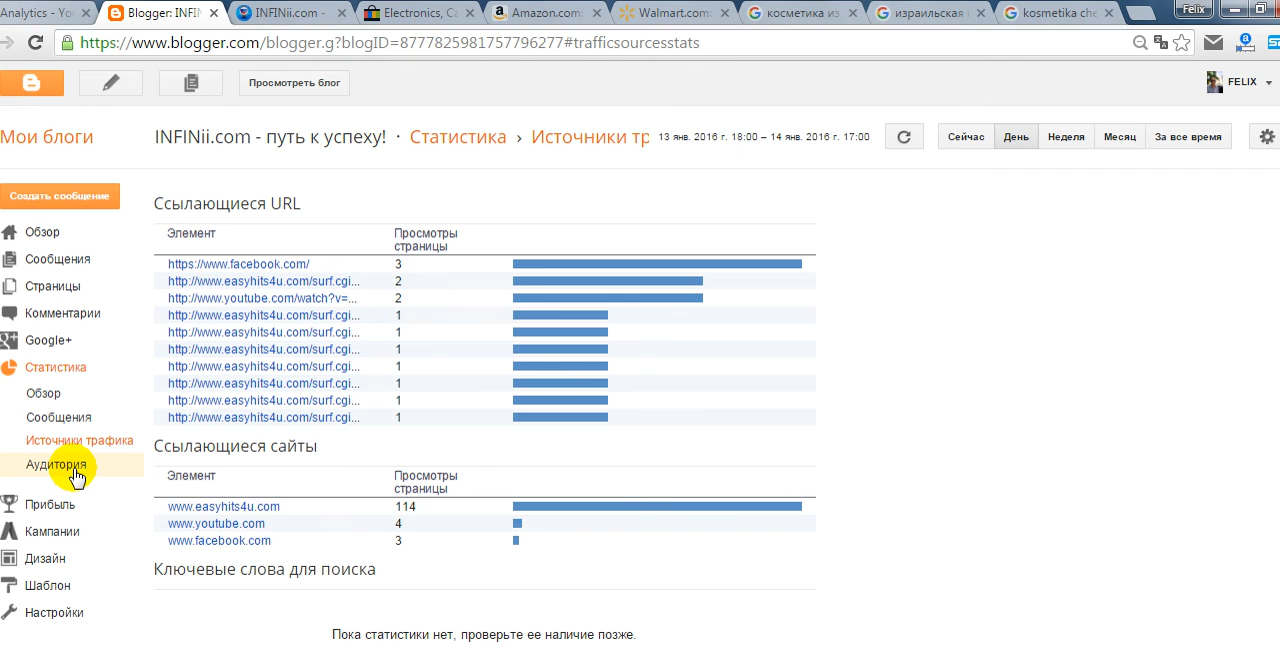 Analytics - You
Blogger: INFIN
INFINii.com -
Electronics, Ca
Amazon.com:
Walmart.com:
косметика из
израильская
kosmetika che
Felix
https://www.blogger.com/blogger.g?blogID=8777825981757796277#trafficsourcesstats
Просмотреть блог
FELIX
Мои блоги
INFINii.com - путь к успеху! · Статистика › Источники тр
13 янв. 2016 г. 18:00 – 14 янв. 2016 г. 17:00
Сейчас День Неделя Месяц За все время
Создать сообщение
Обзор
Сообщения
Страницы
Комментарии
Google+
Статистика
Обзор
Сообщения
Источники трафика
Аудитория
Прибыль
Кампании
Дизайн
Шаблон
Настройки
Ссылающиеся URL
Элемент Просмотры
страницы
https://www.facebook.com/ 3
http://www.easyhits4u.com/surf.cgi... 2
http://www.youtube.com/watch?v=... 2
http://www.easyhits4u.com/surf.cgi... 1
http://www.easyhits4u.com/surf.cgi... 1
http://www.easyhits4u.com/surf.cgi... 1
http://www.easyhits4u.com/surf.cgi... 1
http://www.easyhits4u.com/surf.cgi... 1
http://www.easyhits4u.com/surf.cgi... 1
http://www.easyhits4u.com/surf.cgi... 1
Ссылающиеся сайты
Элемент Просмотры
страницы
www.easyhits4u.com 114
www.youtube.com 4
www.facebook.com 3
Ключевые слова для поиска
Пока статистики нет, проверьте ее наличие позже.